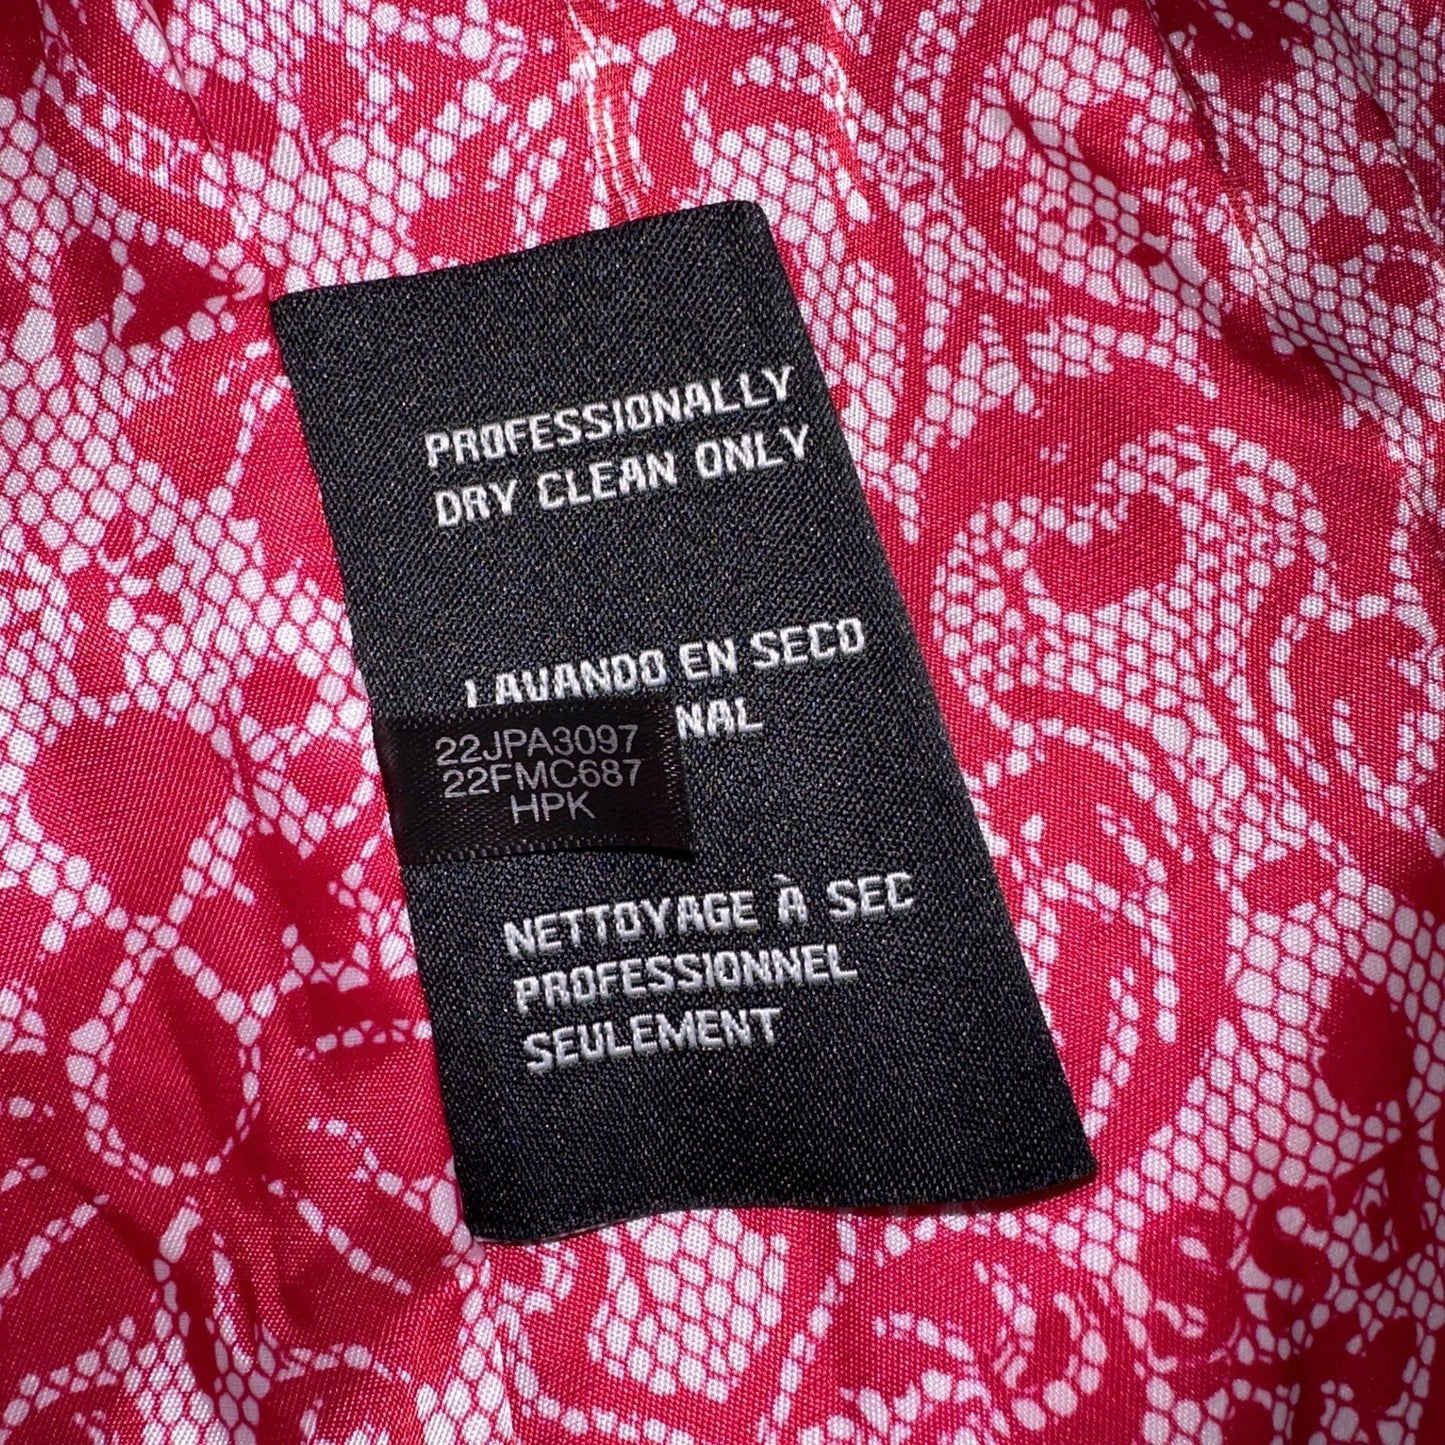 PROFESSIONALLY
DRY CLEAN ONLY
LAVANDO EN SECO
NAL
22JPA3097
22FMC687
HPK
NETTOYAGE À SEC
PROFESSIONNEL
SEULEMENT